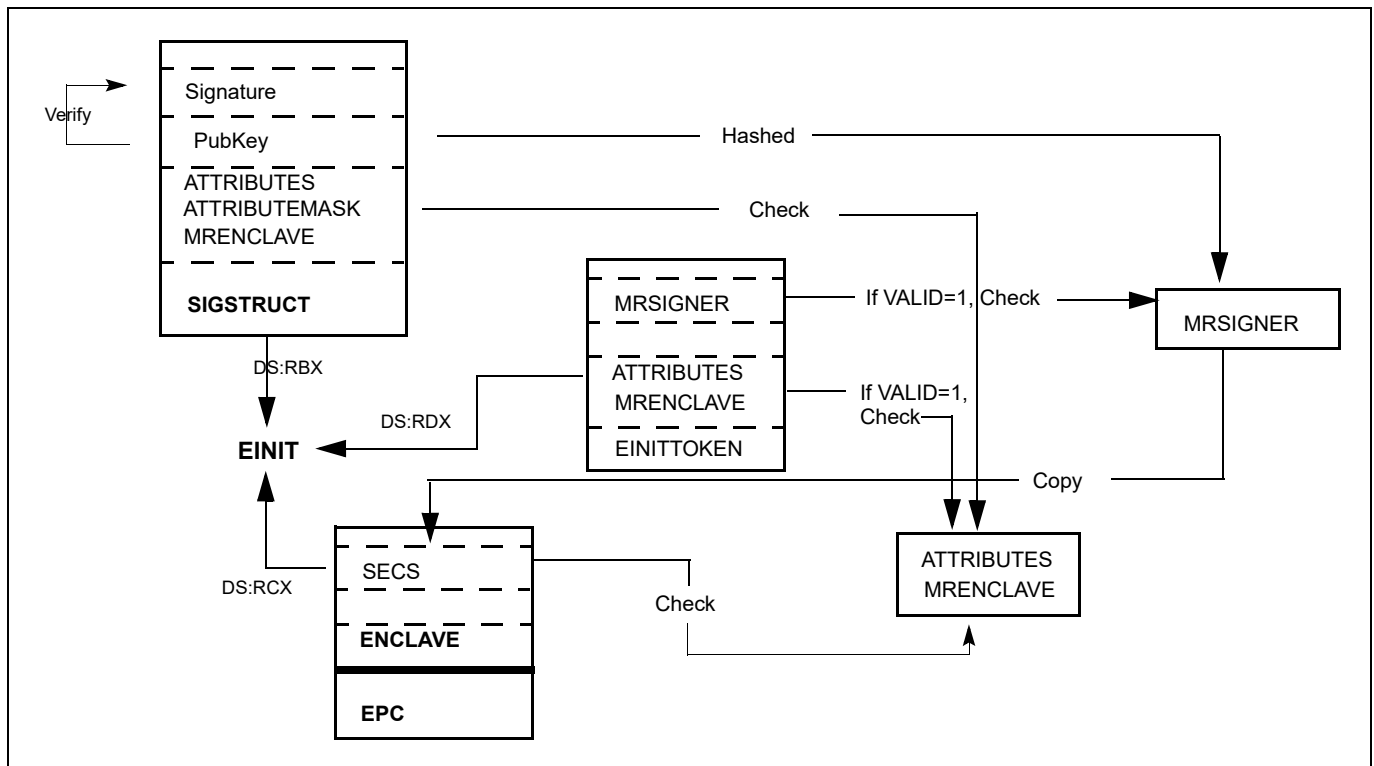 Signature
Verify
PubKey
Hashed
ATTRIBUTES
ATTRIBUTEMASK
MRENCLAVE
Check
SIGSTRUCT
MRSIGNER
If VALID=1, Check
MRSIGNER
DS:RBX
ATTRIBUTES
MRENCLAVE
If VALID=1,
Check
DS:RDX
EINIT
EINITTOKEN
Copy
SECS
DS:RCX
Check
ATTRIBUTES
MRENCLAVE
ENCLAVE
EPC